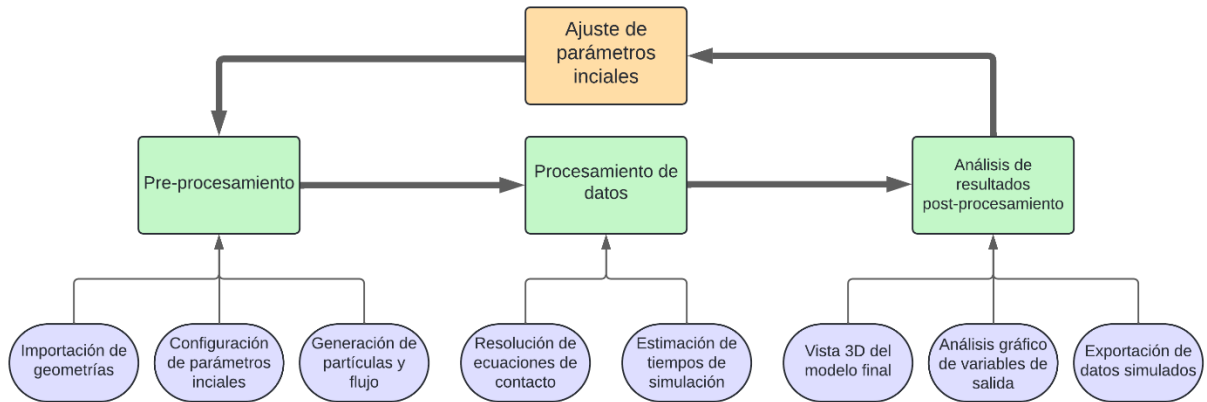 Ajuste de
parámetros
inciales
Pre-procesamiento
Procesamiento de
datos
Análisis de
resultados
post-procesamiento
Importación de
geometrías
Configuración
de parámetros
inciales
Generación de
partículas y
flujo
Resolución de
ecuaciones de
contacto
Estimación de
tiempos de
simulación
Vista 3D del
modelo final
Análisis gráfico
de variables de
salida
Exportación de
datos simulados